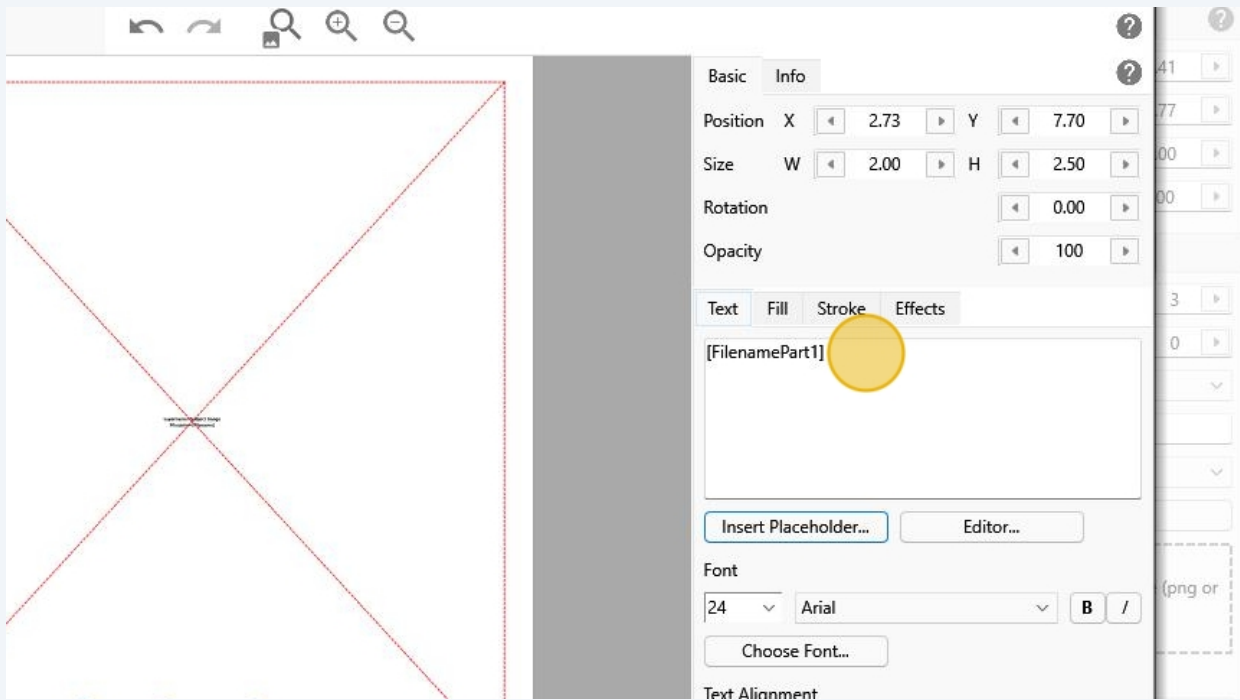 Basic Info
Position X 2.73 Y 7.70
Size W 2.00 H 2.50
Rotation 0.00
Opacity 100
Text Fill Stroke Effects
[FilenamePart1]
Insert Placeholder... Editor...
Font
24 Arial B I
Choose Font...
Text Alignment
41
77
00
00
3
0
(png or